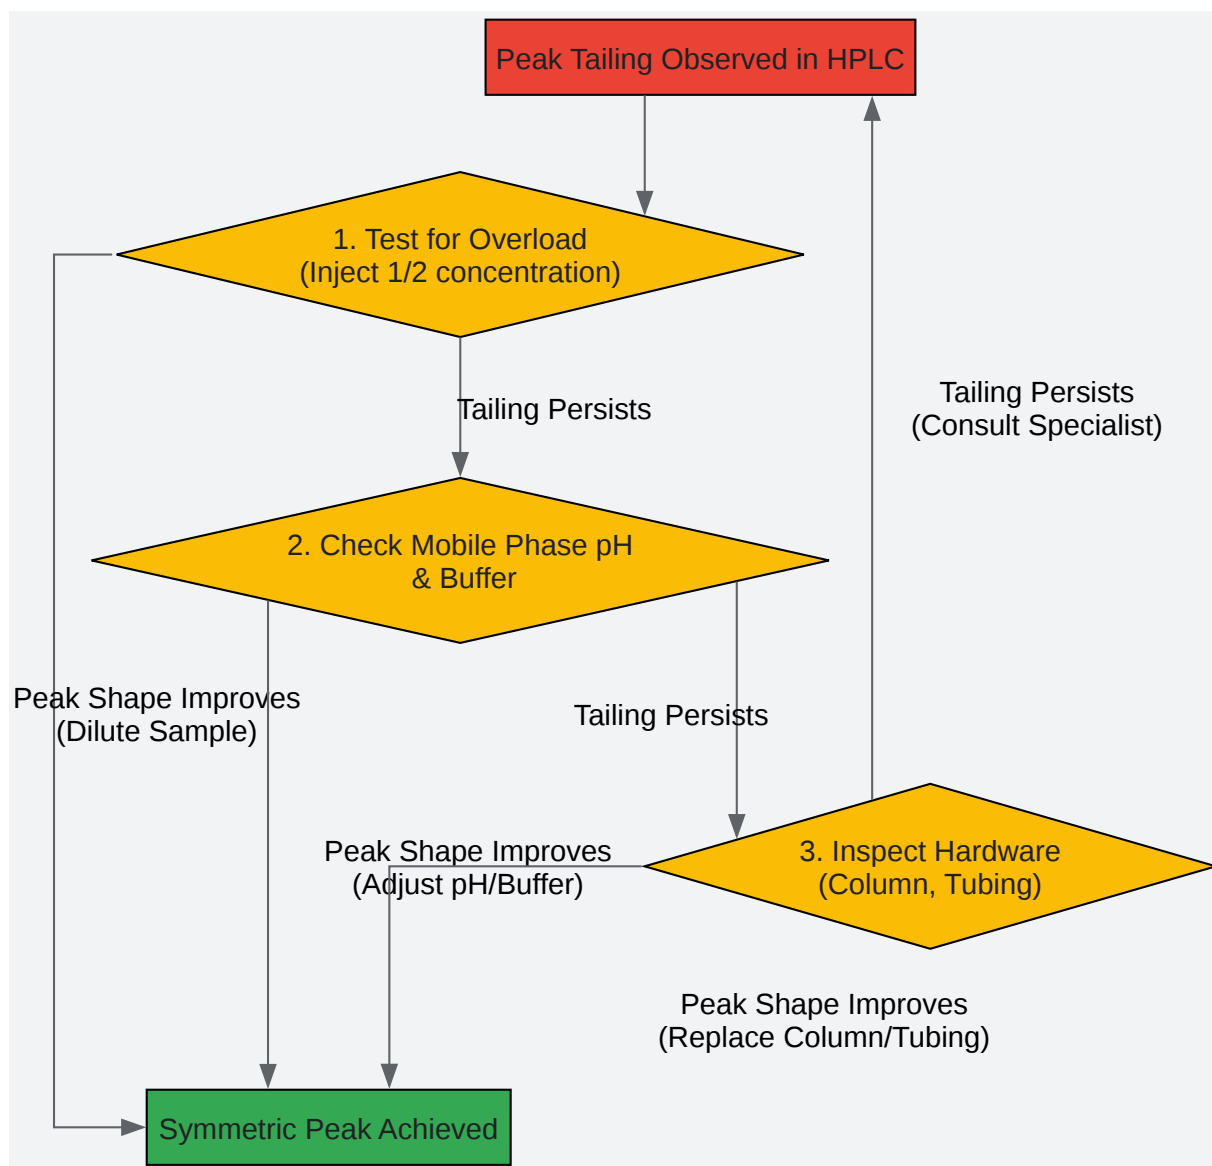 Peak Tailing Observed in HPLC
1. Test for Overload
(Inject 1/2 concentration)
Tailing Persists
(Consult Specialist)
Tailing Persists
2. Check Mobile Phase pH
& Buffer
Peak Shape Improves
(Dilute Sample)
Tailing Persists
Peak Shape Improves
(Adjust pH/Buffer)
3. Inspect Hardware
(Column, Tubing)
Peak Shape Improves
(Replace Column/Tubing)
Symmetric Peak Achieved